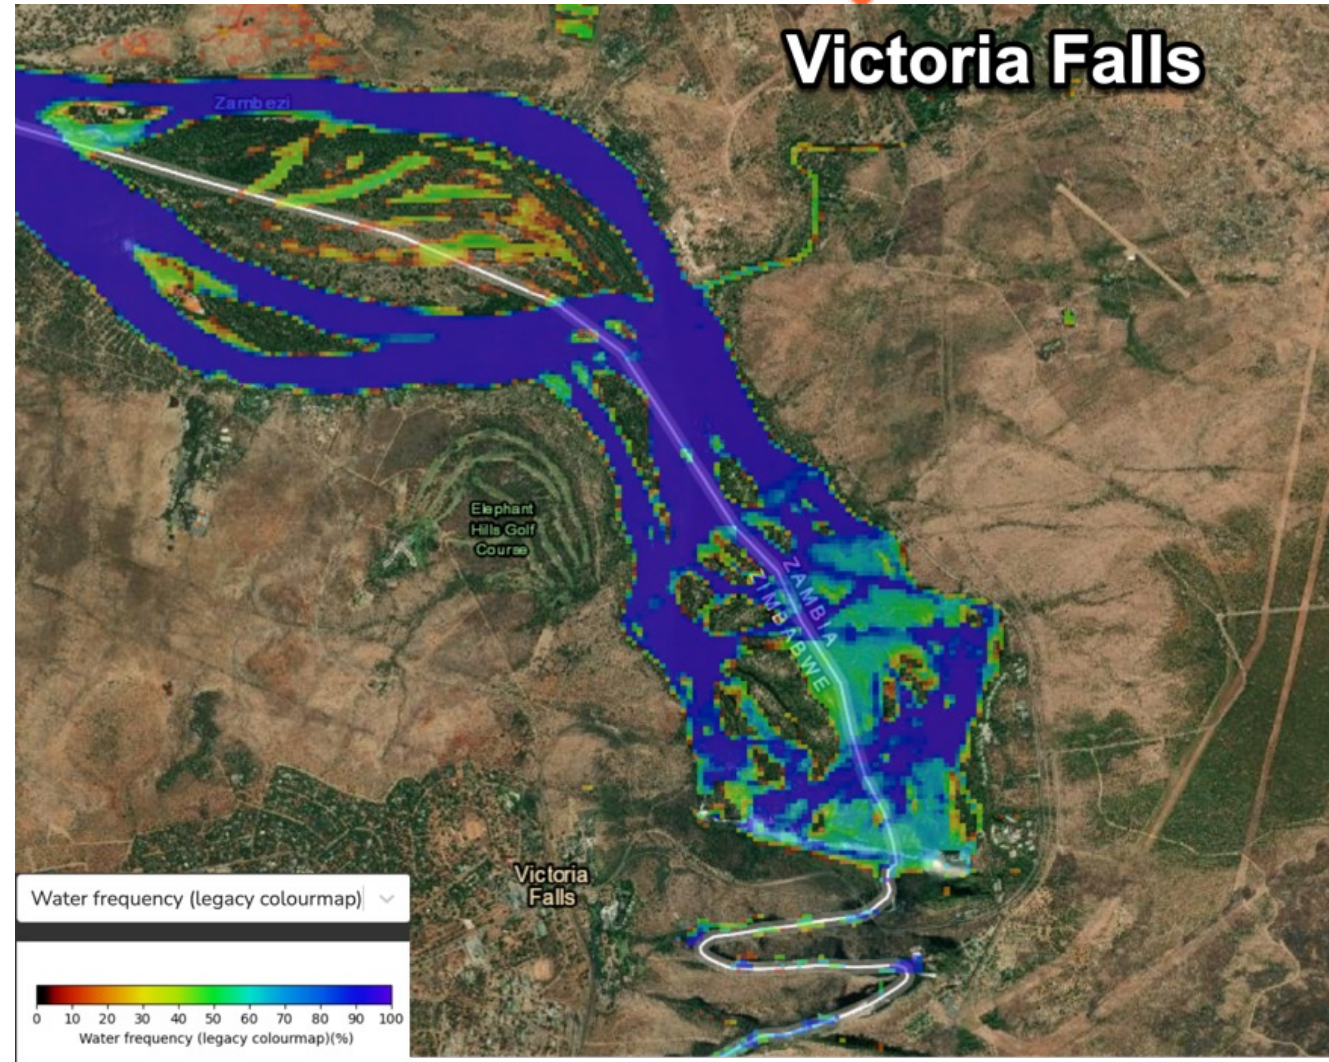 Victoria Falls
Zambezi
Elephant
Hills Golf
Course
ZAMBIA
ZIMBABWE
Victoria
Falls
Water frequency (legacy colourmap)
0 10 20 30 40 50 60 70 80 90 100
Water frequency (legacy colourmap)(%)